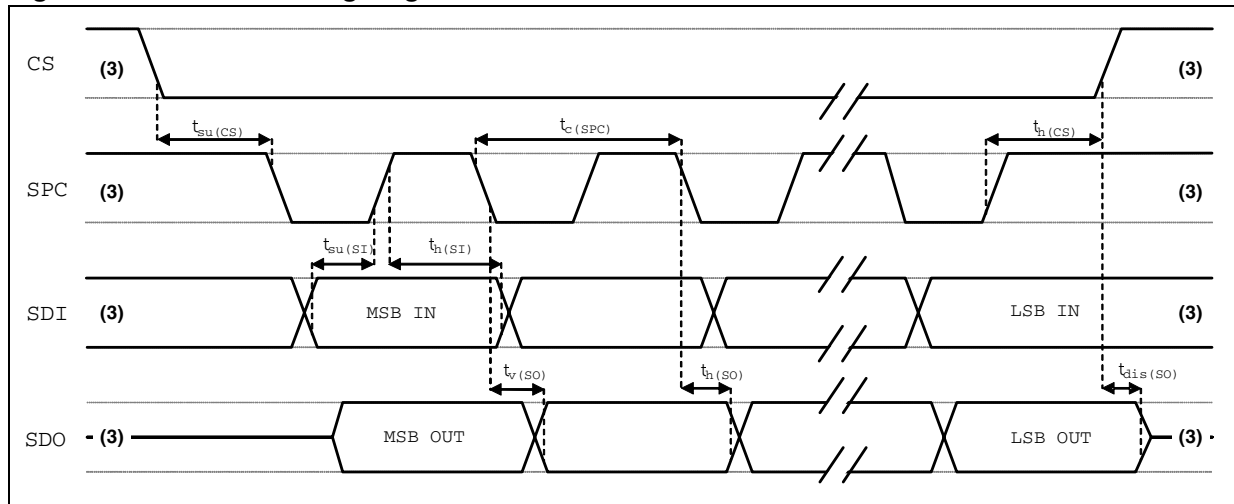 CS (3) (3)
t_su(CS) t_c(SPC) t_h(CS)
SPC (3) (3)
t_su(SI) t_h(SI)
SDI (3) MSB IN LSB IN (3)
t_v(SO) t_h(SO) t_dis(SO)
SDO (3) MSB OUT LSB OUT (3)